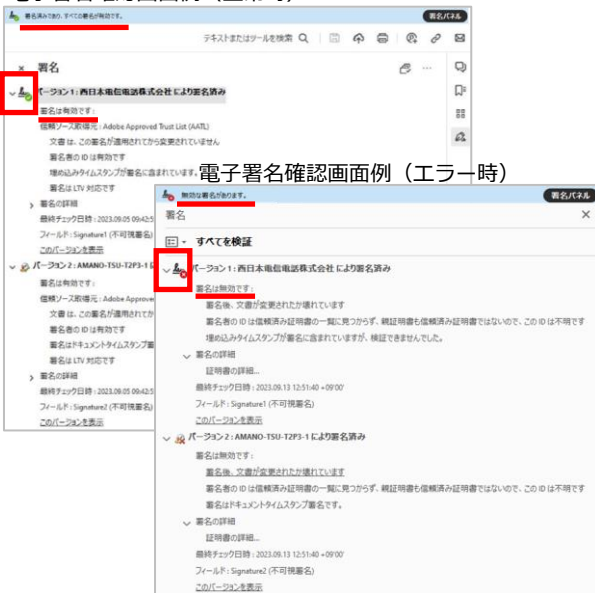 署名済みであり、すべての署名が有効です。
署名パネル
テキストまたはツールを検索
署名
バージョン 1 : 西日本電信電話株式会社 により署名済み
署名は有効です :
信頼ソース取得元 : Adobe Approved Trust List (AATL)
文書 は、この署名が適用されてから変更されていません
署名者の ID は有効です
埋め込みタイムスタンプが署名に含まれています。
署名は LTV 対応です
署名の詳細
最終チェック日時 : 2023.09.05 09:42:5
フィールド : Signature1 (不可視署名)
このバージョンを表示
バージョン 2 : AMANO-TSU-T2P3-1 に
署名は有効です :
信頼ソース取得元 : Adobe Approve
文書 は、この署名が適用されてか
署名者の ID は有効です
署名はドキュメントタイムスタンプ署
署名は LTV 対応です
署名の詳細
最終チェック日時 : 2023.09.05 09:42:5
フィールド : Signature2 (不可視署名)
このバージョンを表示
電子署名確認画面例（エラー時）
無効な署名があります。
署名パネル
署名
すべてを検証
バージョン 1 : 西日本電信電話株式会社 により署名済み
署名は無効です :
署名後、文書が変更されたか壊れています
署名者の ID は信頼済み証明書の一覧に見つからず、親証明書も信頼済み証明書ではないので、この ID は不明です
埋め込みタイムスタンプが署名に含まれていますが、検証できませんでした。
署名の詳細
証明書の詳細...
最終チェック日時 : 2023.09.13 12:51:40 +09'00'
フィールド : Signature1 (不可視署名)
このバージョンを表示
バージョン 2 : AMANO-TSU-T2P3-1 により署名済み
署名は無効です :
署名後、文書が変更されたか壊れています
署名者の ID は信頼済み証明書の一覧に見つからず、親証明書も信頼済み証明書ではないので、この ID は不明です
署名はドキュメントタイムスタンプ署名です。
署名の詳細
証明書の詳細...
最終チェック日時 : 2023.09.13 12:51:40 +09'00'
フィールド : Signature2 (不可視署名)
このバージョンを表示